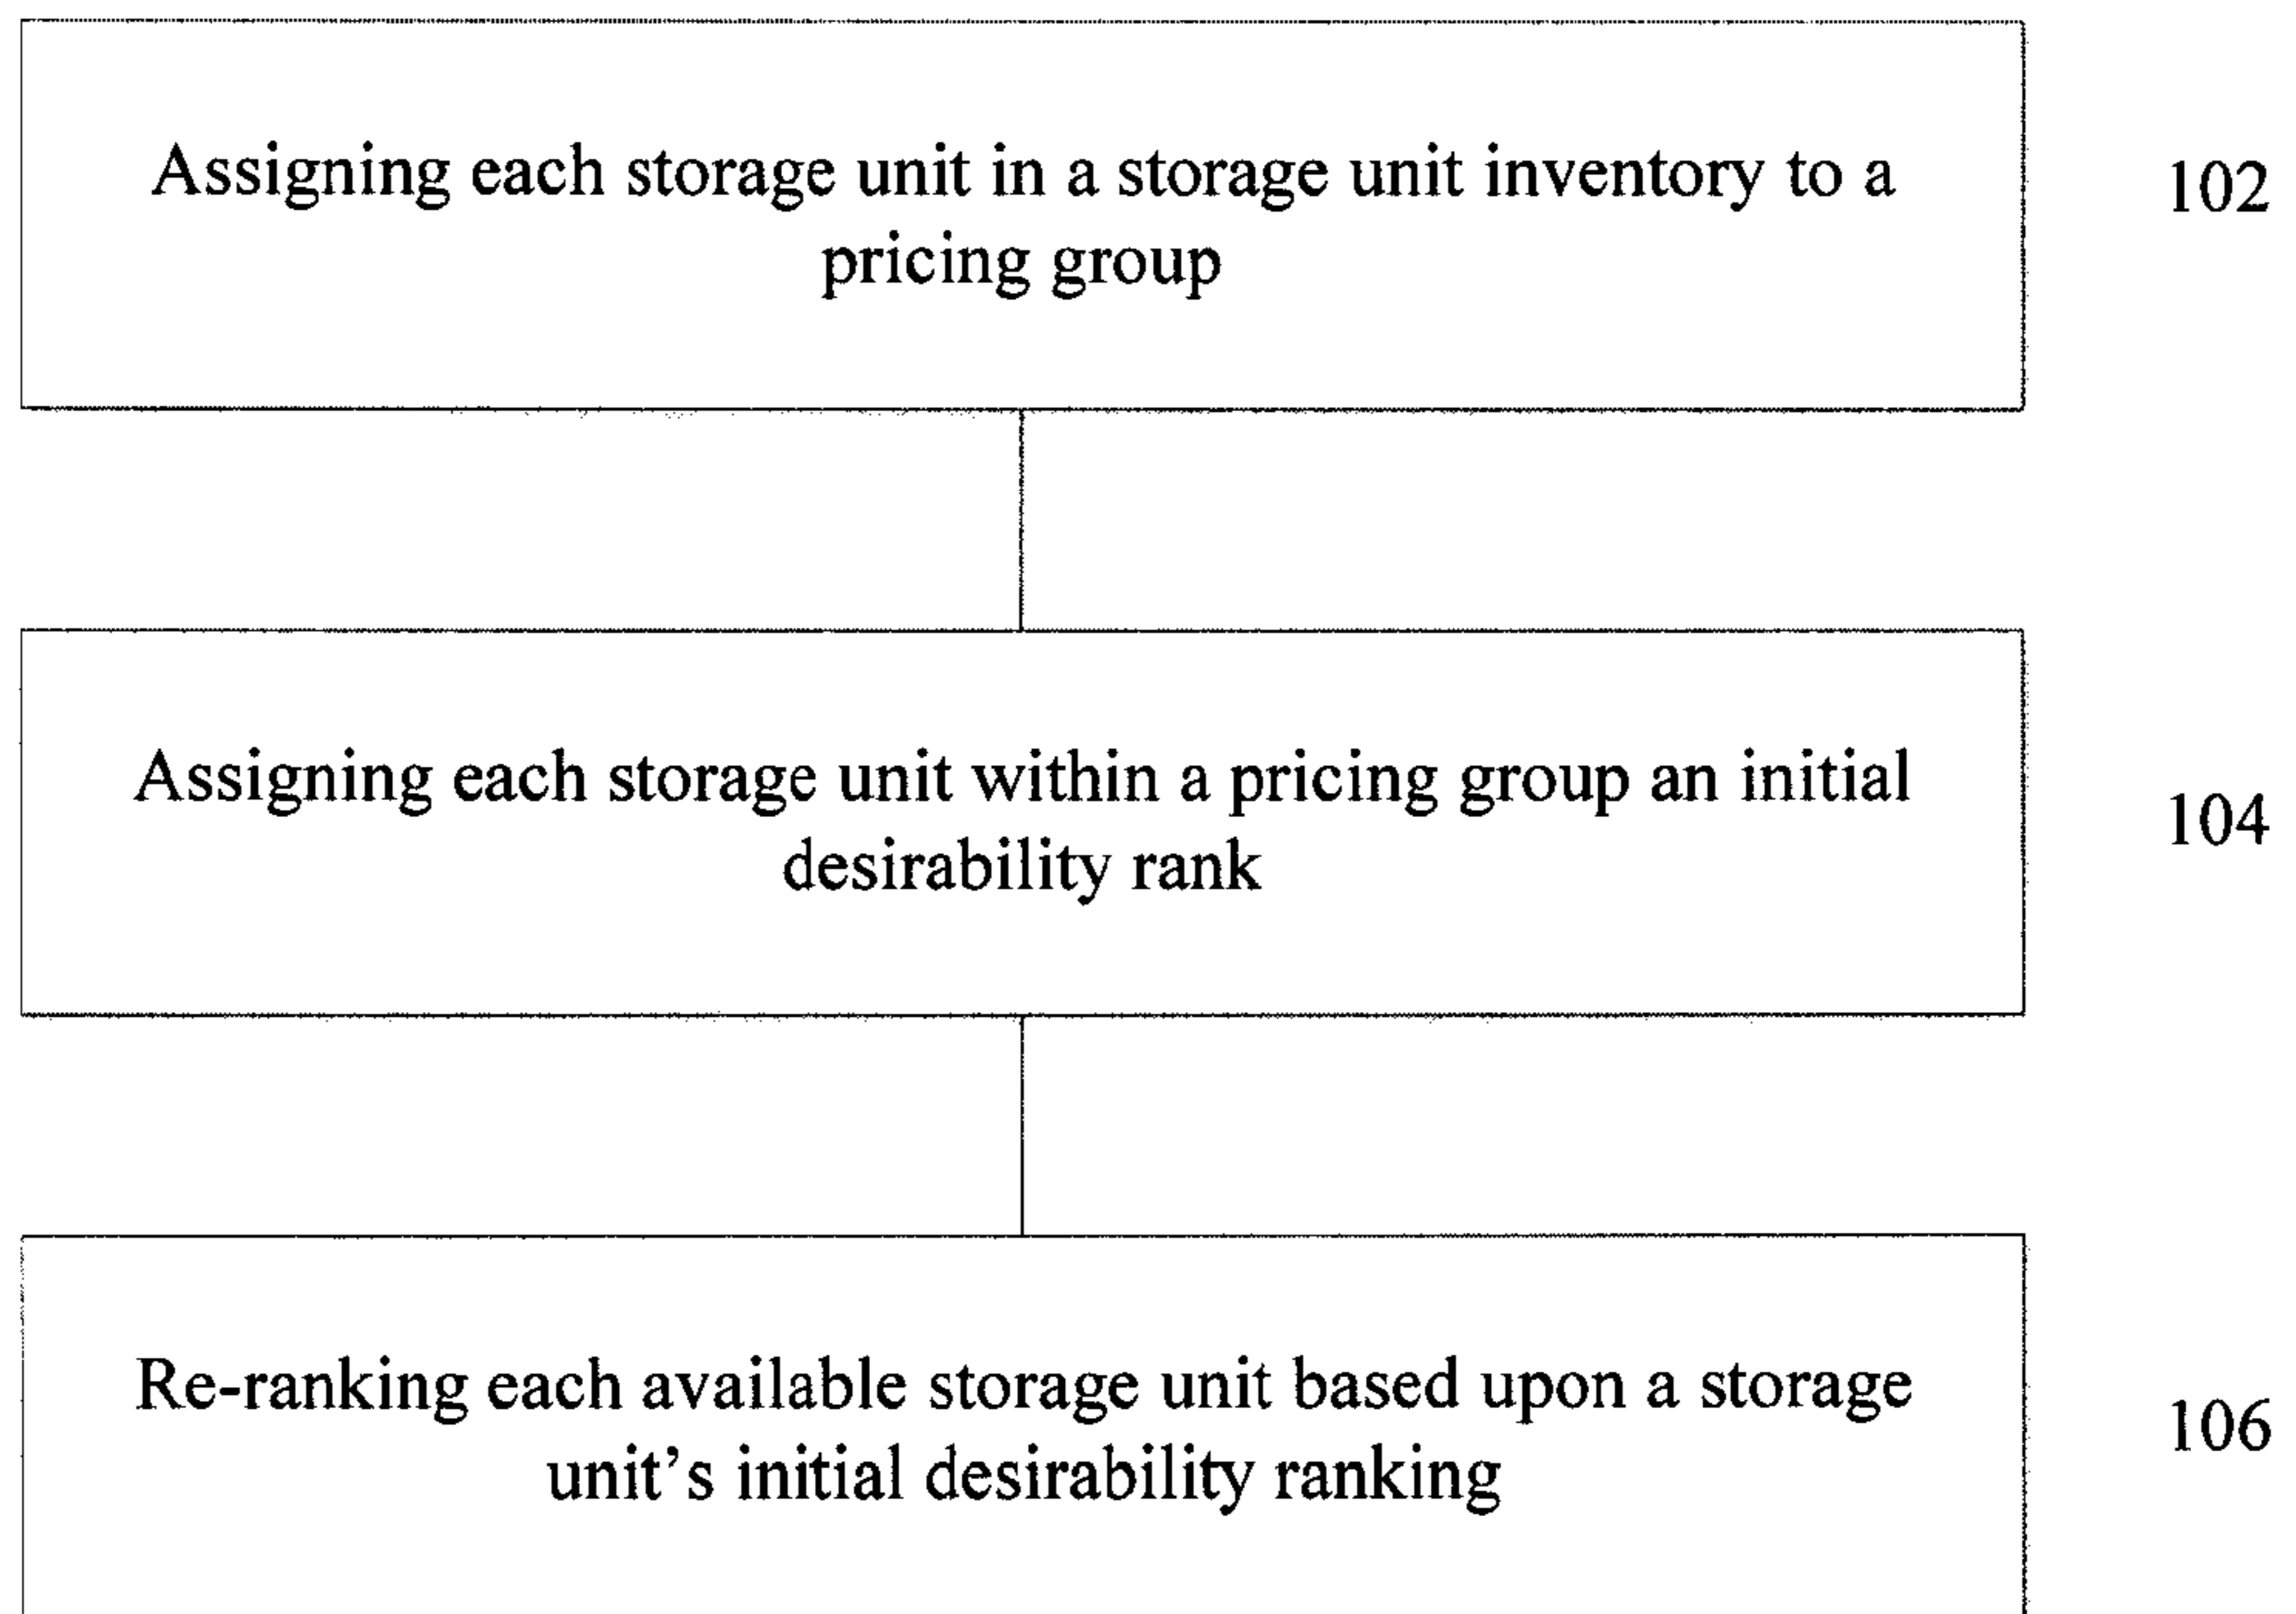 Assigning each storage unit in a storage unit inventory to a
pricing group
102
Assigning each storage unit within a pricing group an initial
desirability rank
104
Re-ranking each available storage unit based upon a storage
unit’s initial desirability ranking
106